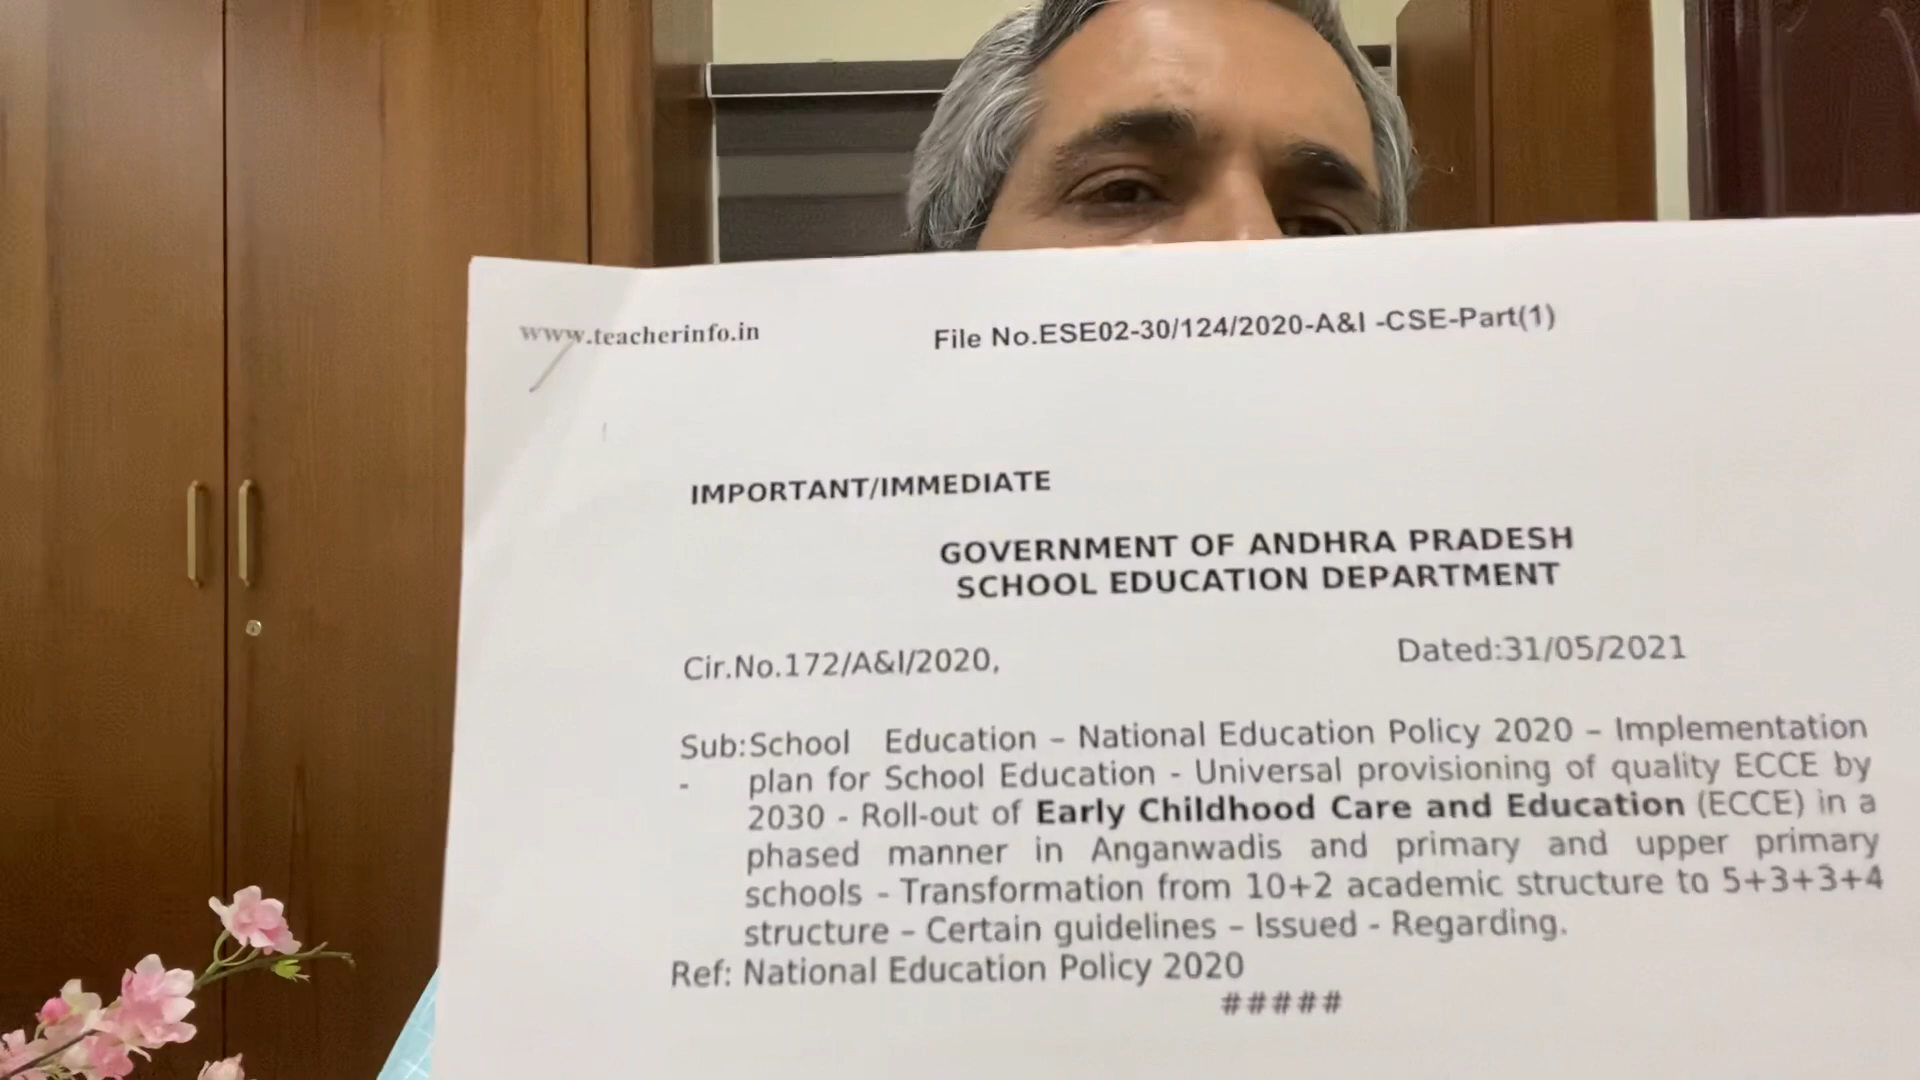 www.teacherinfo.in
File No.ESE02-30/124/2020-A&I -CSE-Part(1)
IMPORTANT/IMMEDIATE
GOVERNMENT OF ANDHRA PRADESH
SCHOOL EDUCATION DEPARTMENT
Cir.No.172/A&I/2020,
Dated:31/05/2021
Sub:School Education – National Education Policy 2020 – Implementation
- plan for School Education - Universal provisioning of quality ECCE by
2030 - Roll-out of Early Childhood Care and Education (ECCE) in a
phased manner in Anganwadis and primary and upper primary
schools - Transformation from 10+2 academic structure to 5+3+3+4
structure – Certain guidelines – Issued - Regarding.
Ref: National Education Policy 2020
#####